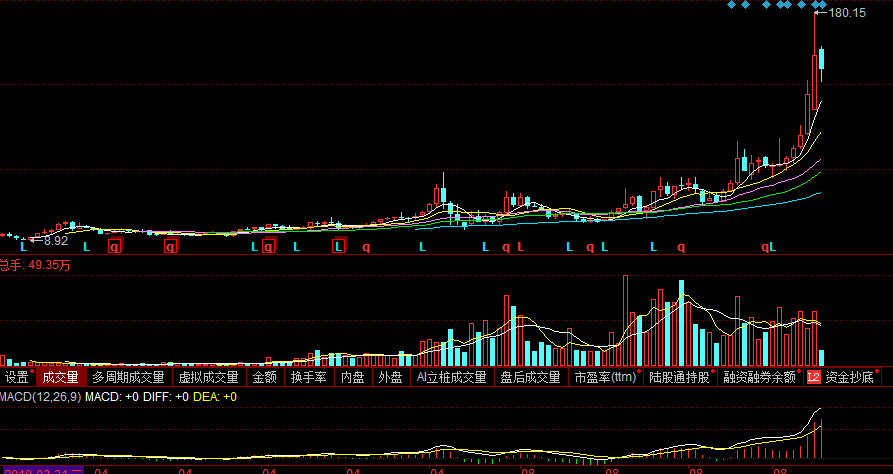 180.15
8.92
L L q q L q L L q L L q L L q L L q qL
总手: 49.35万
设置 成交量 多周期成交量 虚拟成交量 金额 换手率 内盘 外盘 AI立桩成交量 盘后成交量 市盈率(ttm) 陆股通持股 融资融券余额 L2 资金抄底
MACD(12,26,9) MACD: +0 DIFF: +0 DEA: +0
04 04 04 04 04 08 08 08 08